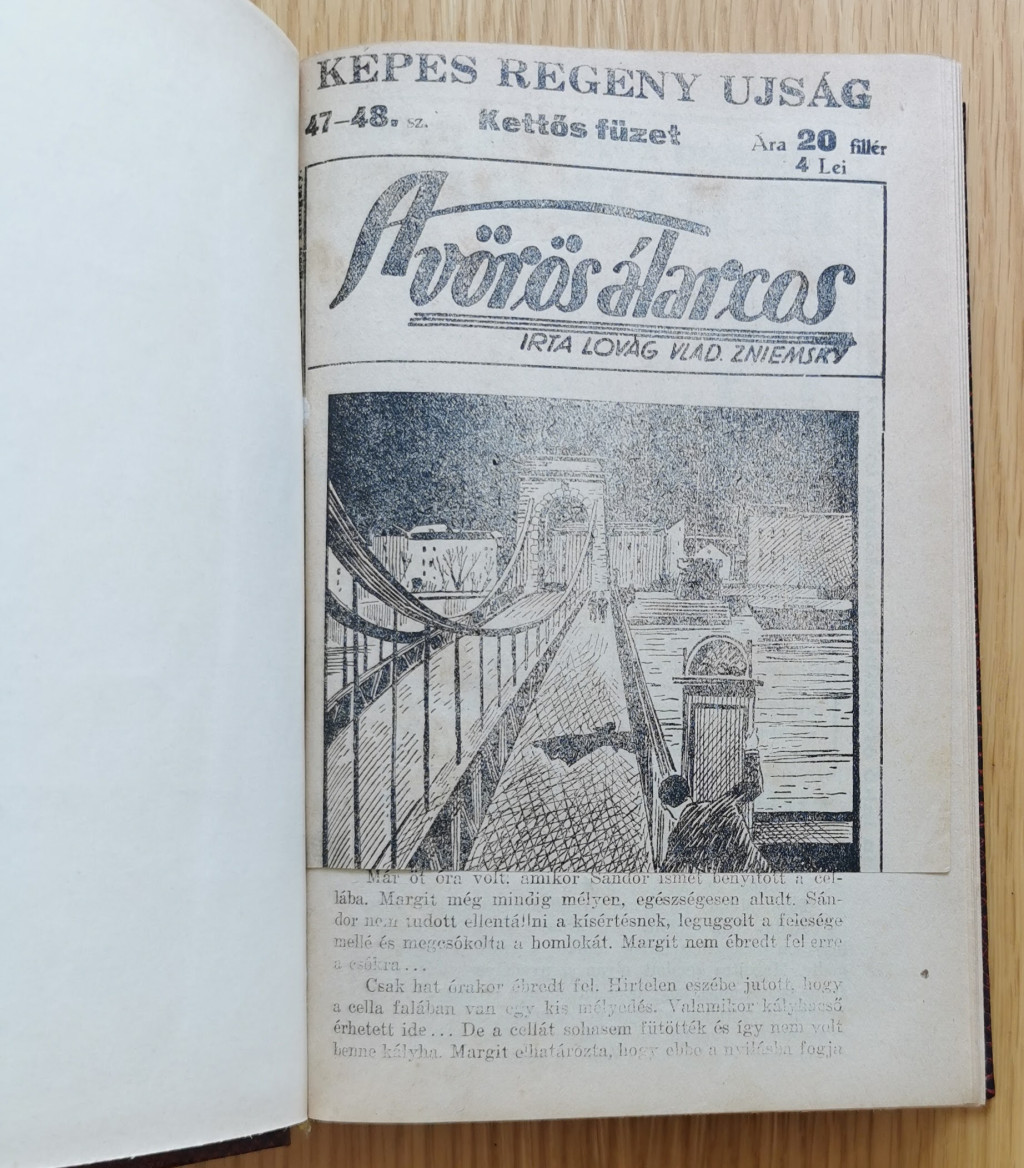 KÉPES REGÉNY UJSÁG
47–48. sz. Kettős füzet Ára 20 fillér
4 Lei
A vörös álarcos
IRTA LOVAG VLAD. ZNIEMSKY
Már öt óra volt, amikor Sándor ismét benyitott a cel-
lába. Margit még mindig mélyen, egészségesen aludt. Sán-
dor nem tudott ellentállni a kísértésnek, leguggolt a felesége
mellé és megcsókolta a homlokát. Margit nem ébredt fel erre
a csókra...
Csak hat órakor ébredt fel. Hirtelen eszébe jutott, hogy
a cella falában van egy kis mélyedés. Valamikor kályhacső
érhetett ide... De a cellát sohasem fütötték és így nem volt
benne kályha. Margit elhatározta, hogy ebbe a nyilásba fogja